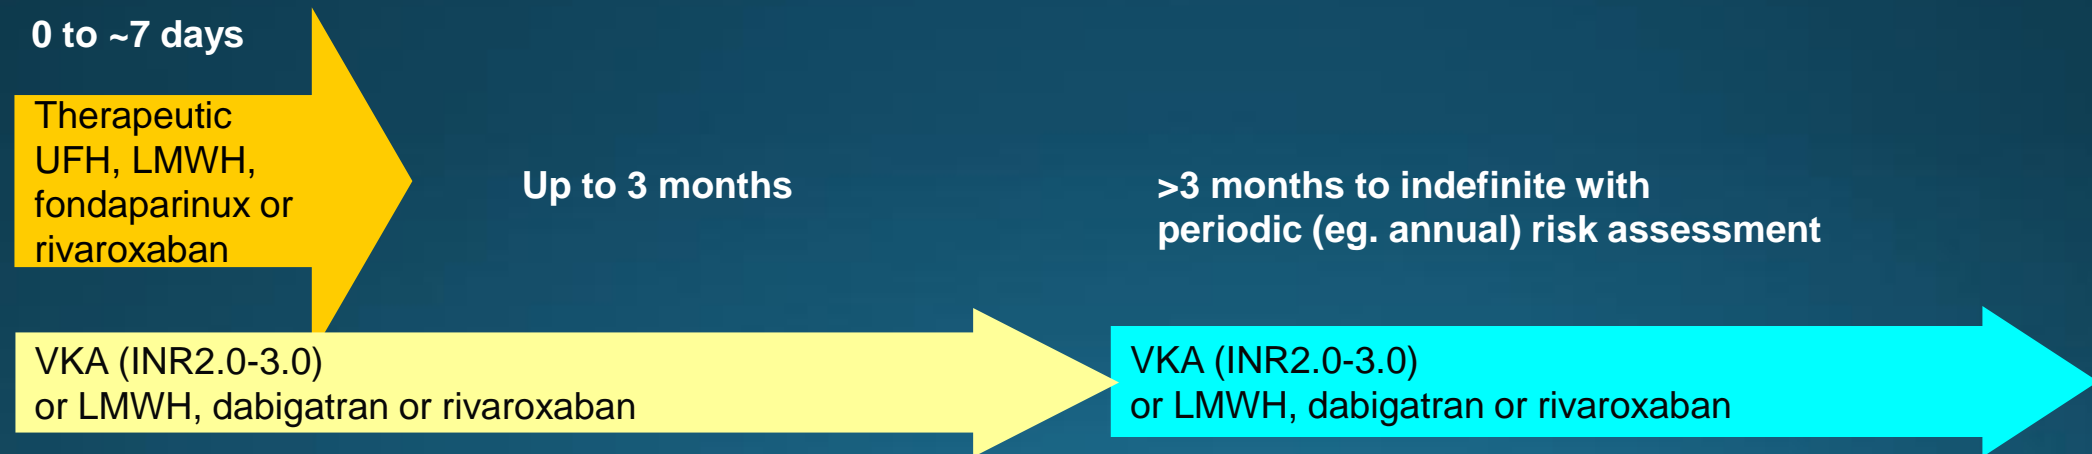 0 to ~7 days
Therapeutic
UFH, LMWH,
fondaparinux or
rivaroxaban
Up to 3 months
>3 months to indefinite with
periodic (eg. annual) risk assessment
VKA (INR2.0-3.0)
or LMWH, dabigatran or rivaroxaban
VKA (INR2.0-3.0)
or LMWH, dabigatran or rivaroxaban